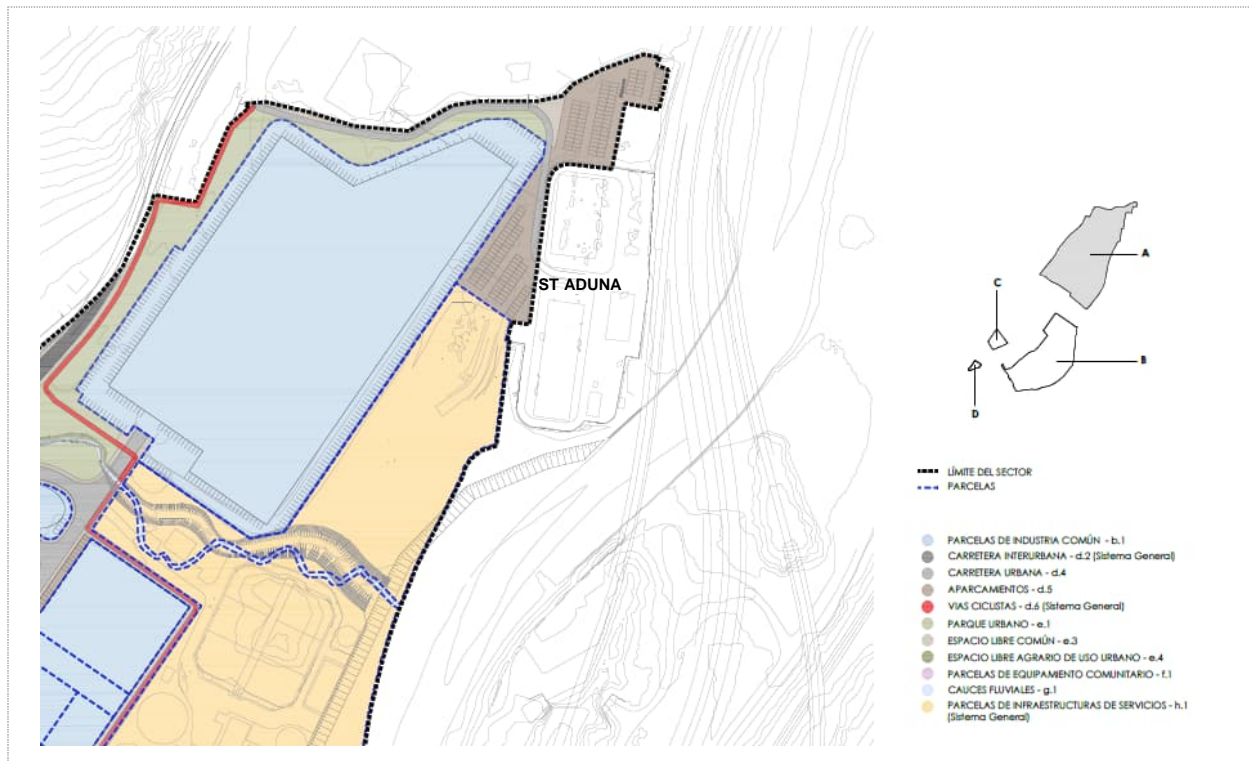 ST ADUNA
A
C
B
D
LÍMITE DEL SECTOR
PARCELAS
PARCELAS DE INDUSTRIA COMÚN - b.1
CARRETERA INTERURBANA - d.2 (Sistema General)
CARRETERA URBANA - d.4
APARCAMIENTOS - d.5
VIAS CICLISTAS - d.6 (Sistema General)
PARQUE URBANO - e.1
ESPACIO LIBRE COMÚN - e.3
ESPACIO LIBRE AGRARIO DE USO URBANO - e.4
PARCELAS DE EQUIPAMIENTO COMUNITARIO - f.1
CAUCES FLUVIALES - g.1
PARCELAS DE INFRAESTRUCTURAS DE SERVICIOS - h.1
(Sistema General)